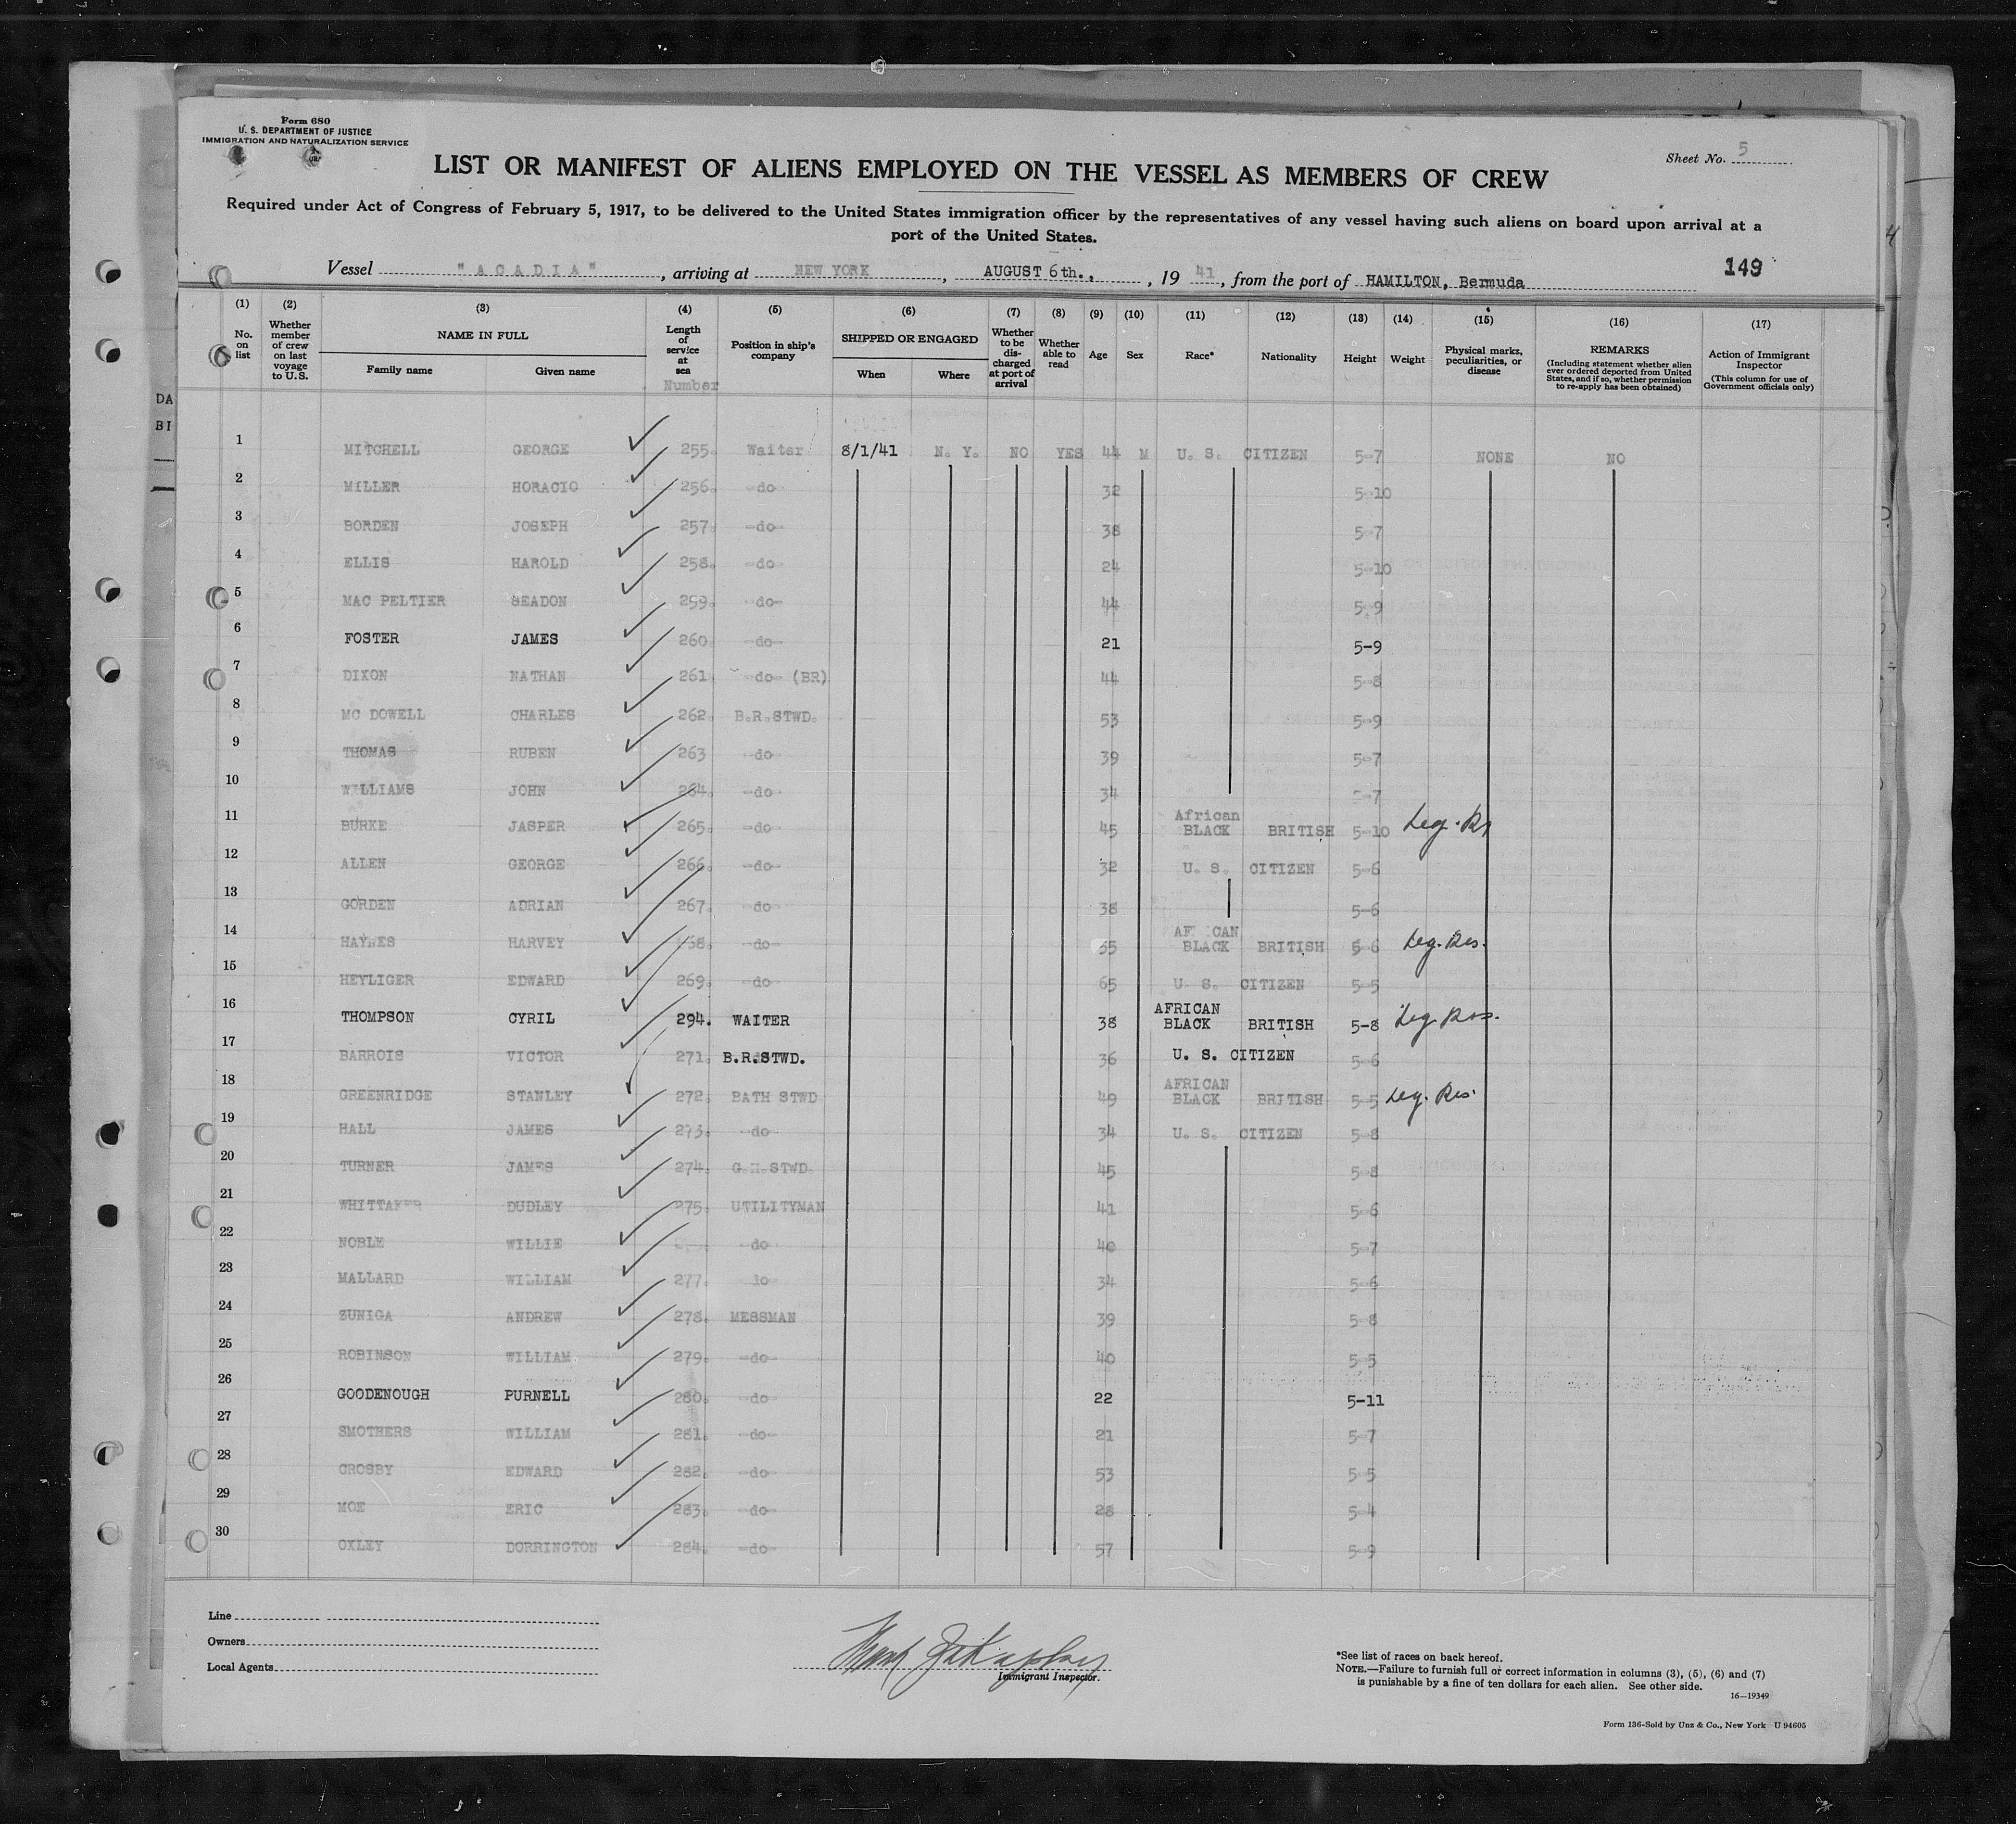 Form 680
U. S. DEPARTMENT OF JUSTICE
IMMIGRATION AND NATURALIZATION SERVICE
Sheet No. 5
LIST OR MANIFEST OF ALIENS EMPLOYED ON THE VESSEL AS MEMBERS OF CREW
Required under Act of Congress of February 5, 1917, to be delivered to the United States immigration officer by the representatives of any vessel having such aliens on board upon arrival at a
port of the United States.
4
Vessel "ACADIA", arriving at NEW YORK, AUGUST 6th., 1941, from the port of HAMILTON, Bermuda 149
(1) No. on list (2) Whether member of crew on last voyage to U.S. (3) NAME IN FULL Family name Given name (4) Length of service at sea Number (5) Position in ship's company (6) SHIPPED OR ENGAGED When Where (7) Whether to be discharged at port of arrival (8) Whether able to read (9) Age (10) Sex (11) Race* (12) Nationality (13) Height (14) Weight (15) Physical marks, peculiarities, or disease (16) REMARKS (Including statement whether alien ever ordered deported from United States, and if so, whether permission to re-apply has been obtained) (17) Action of Immigrant Inspector (This column for use of Government officials only)
DA
BI
1 MITCHELL GEORGE 255. Waiter 8/1/41 N. Y. NO YES 44 M U. S. CITIZEN 5-7 NONE NO
2 MILLER HORACIO 256. -do- 32 5-10
3 BORDEN JOSEPH 257. -do- 38 5-7
4 ELLIS HAROLD 258. -do- 24 5-10
5 MAC PELTIER SEADON 259. -do- 44 5-9
6 FOSTER JAMES 260. -do- 21 5-9
7 DIXON NATHAN 261. -do- (BR) 44 5-8
8 MC DOWELL CHARLES 262. B.R.STWD. 53 5-9
9 THOMAS RUBEN 263 -do- 39 5-7
10 WILLIAMS JOHN 264. -do- 34 5-7
11 BURKE JASPER 265. -do- 45 African BLACK BRITISH 5-10 Leg. Rs
12 ALLEN GEORGE 266. -do- 32 U. S. CITIZEN 5-6
13 GORDEN ADRIAN 267. -do- 38 5-6
14 HAYNES HARVEY 268. -do- 55 AFRICAN BLACK BRITISH 5-6 Leg. Res.
15 HEYLIGER EDWARD 269. -do- 65 U. S. CITIZEN 5-5
16 THOMPSON CYRIL 294. WAITER 38 AFRICAN BLACK BRITISH 5-8 Leg. Res.
17 BARROIS VICTOR 271. B.R.STWD. 36 U. S. CITIZEN 5-6
18 GREENRIDGE STANLEY 272. BATH STWD 49 AFRICAN BLACK BRITISH 5-5 Leg. Res.
19 HALL JAMES 273. -do- 34 U. S. CITIZEN 5-8
20 TURNER JAMES 274. G.H.STWD. 45 5-8
21 WHITTAKER DUDLEY 275. UTILITYMAN 41 5-6
22 NOBLE WILLIE -do- 40 5-7
23 MALLARD WILLIAM 277. do- 34 5-6
24 ZUNIGA ANDREW 278. MESSMAN 39 5-8
25 ROBINSON WILLIAM 279. -do- 40 5-5
26 GOODENOUGH PURNELL 280. -do- 22 5-11
27 SMOTHERS WILLIAM 281. -do- 21 5-7
28 CROSBY EDWARD 282. -do- 53 5-5
29 MOE ERIC 283. -do- 28 5-4
30 OXLEY DORRINGTON 284. -do- 57 5-9
Line
Owners
Local Agents
Immigrant Inspector.
*See list of races on back hereof.
NOTE.—Failure to furnish full or correct information in columns (3), (5), (6) and (7)
is punishable by a fine of ten dollars for each alien. See other side.
16—19349
Form 136-Sold by Unz & Co., New York U 94605